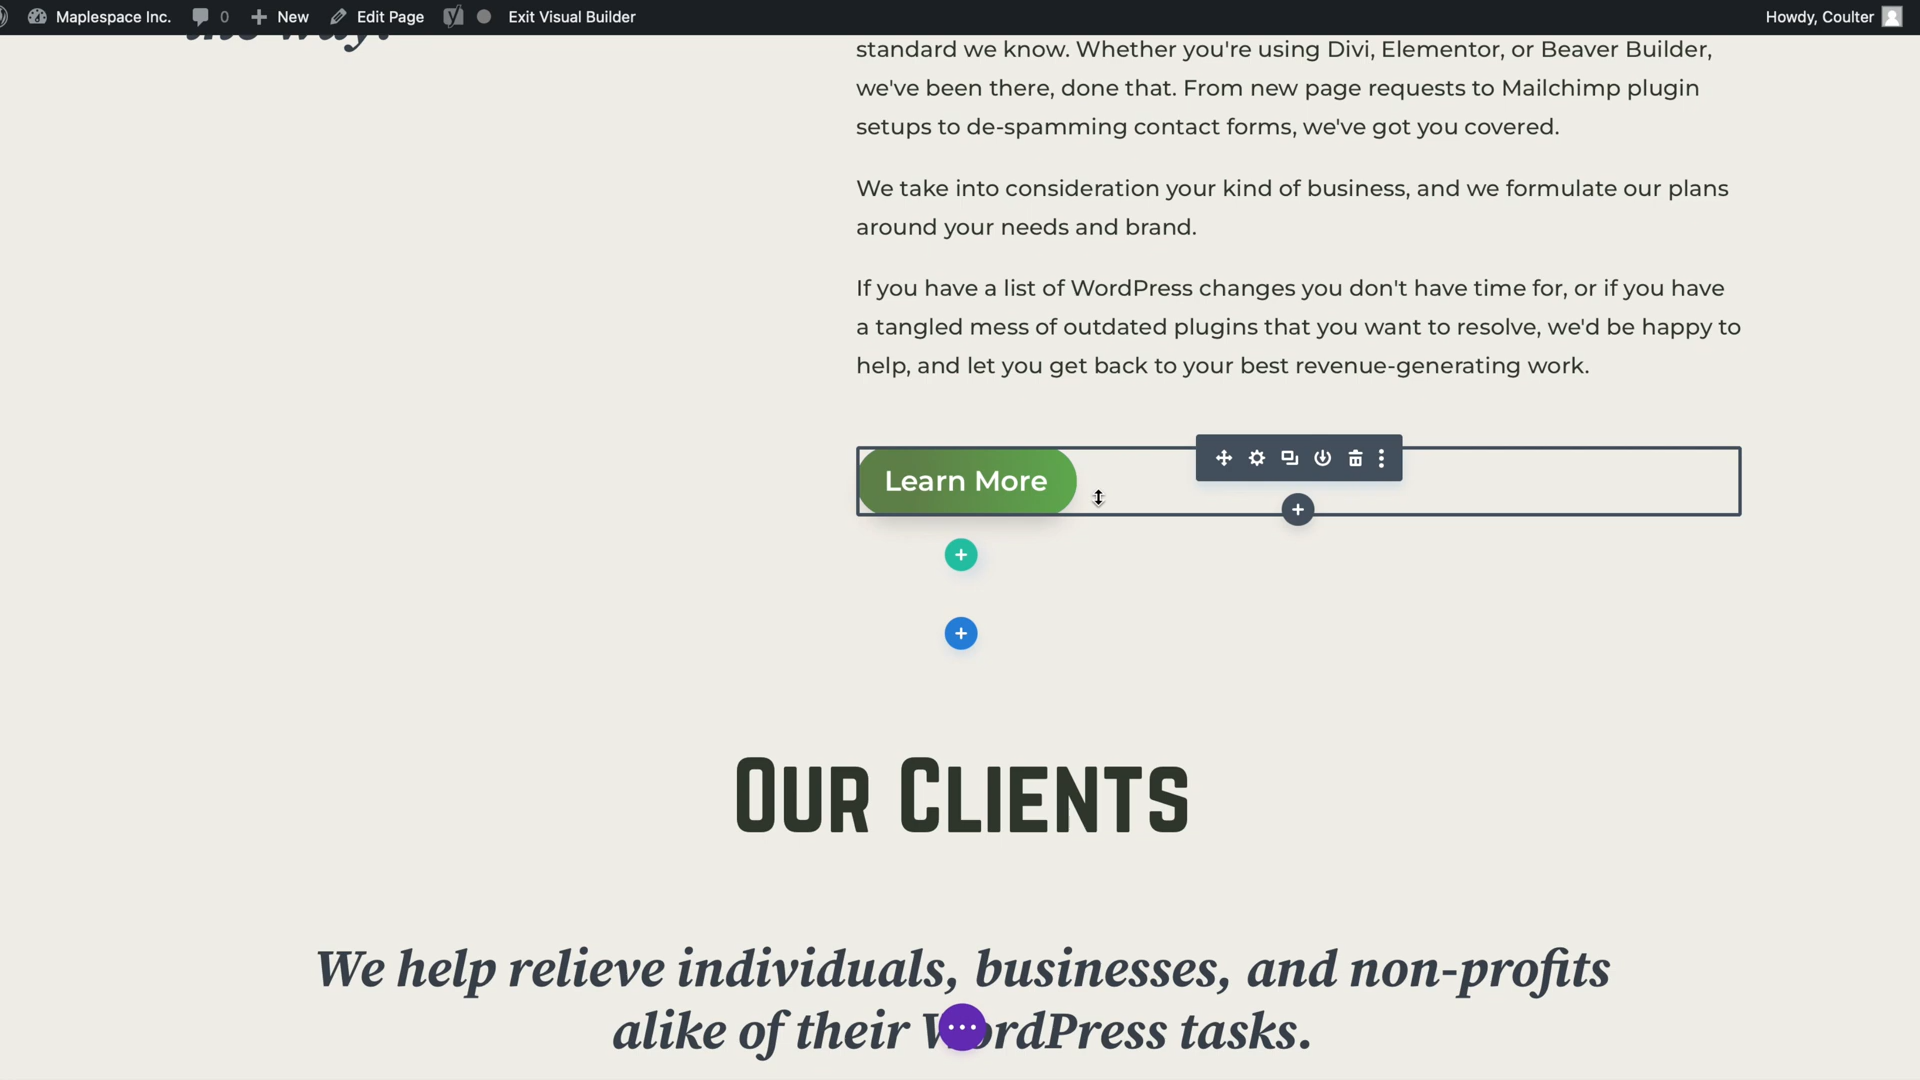 Maplespace Inc. 0 New Edit Page Exit Visual Builder Howdy, Coulter
the way.
standard we know. Whether you're using Divi, Elementor, or Beaver Builder,
we've been there, done that. From new page requests to Mailchimp plugin
setups to de-spamming contact forms, we've got you covered.
We take into consideration your kind of business, and we formulate our plans
around your needs and brand.
If you have a list of WordPress changes you don't have time for, or if you have
a tangled mess of outdated plugins that you want to resolve, we'd be happy to
help, and let you get back to your best revenue-generating work.
Learn More
Our Clients
We help relieve individuals, businesses, and non-profits
alike of their WordPress tasks.